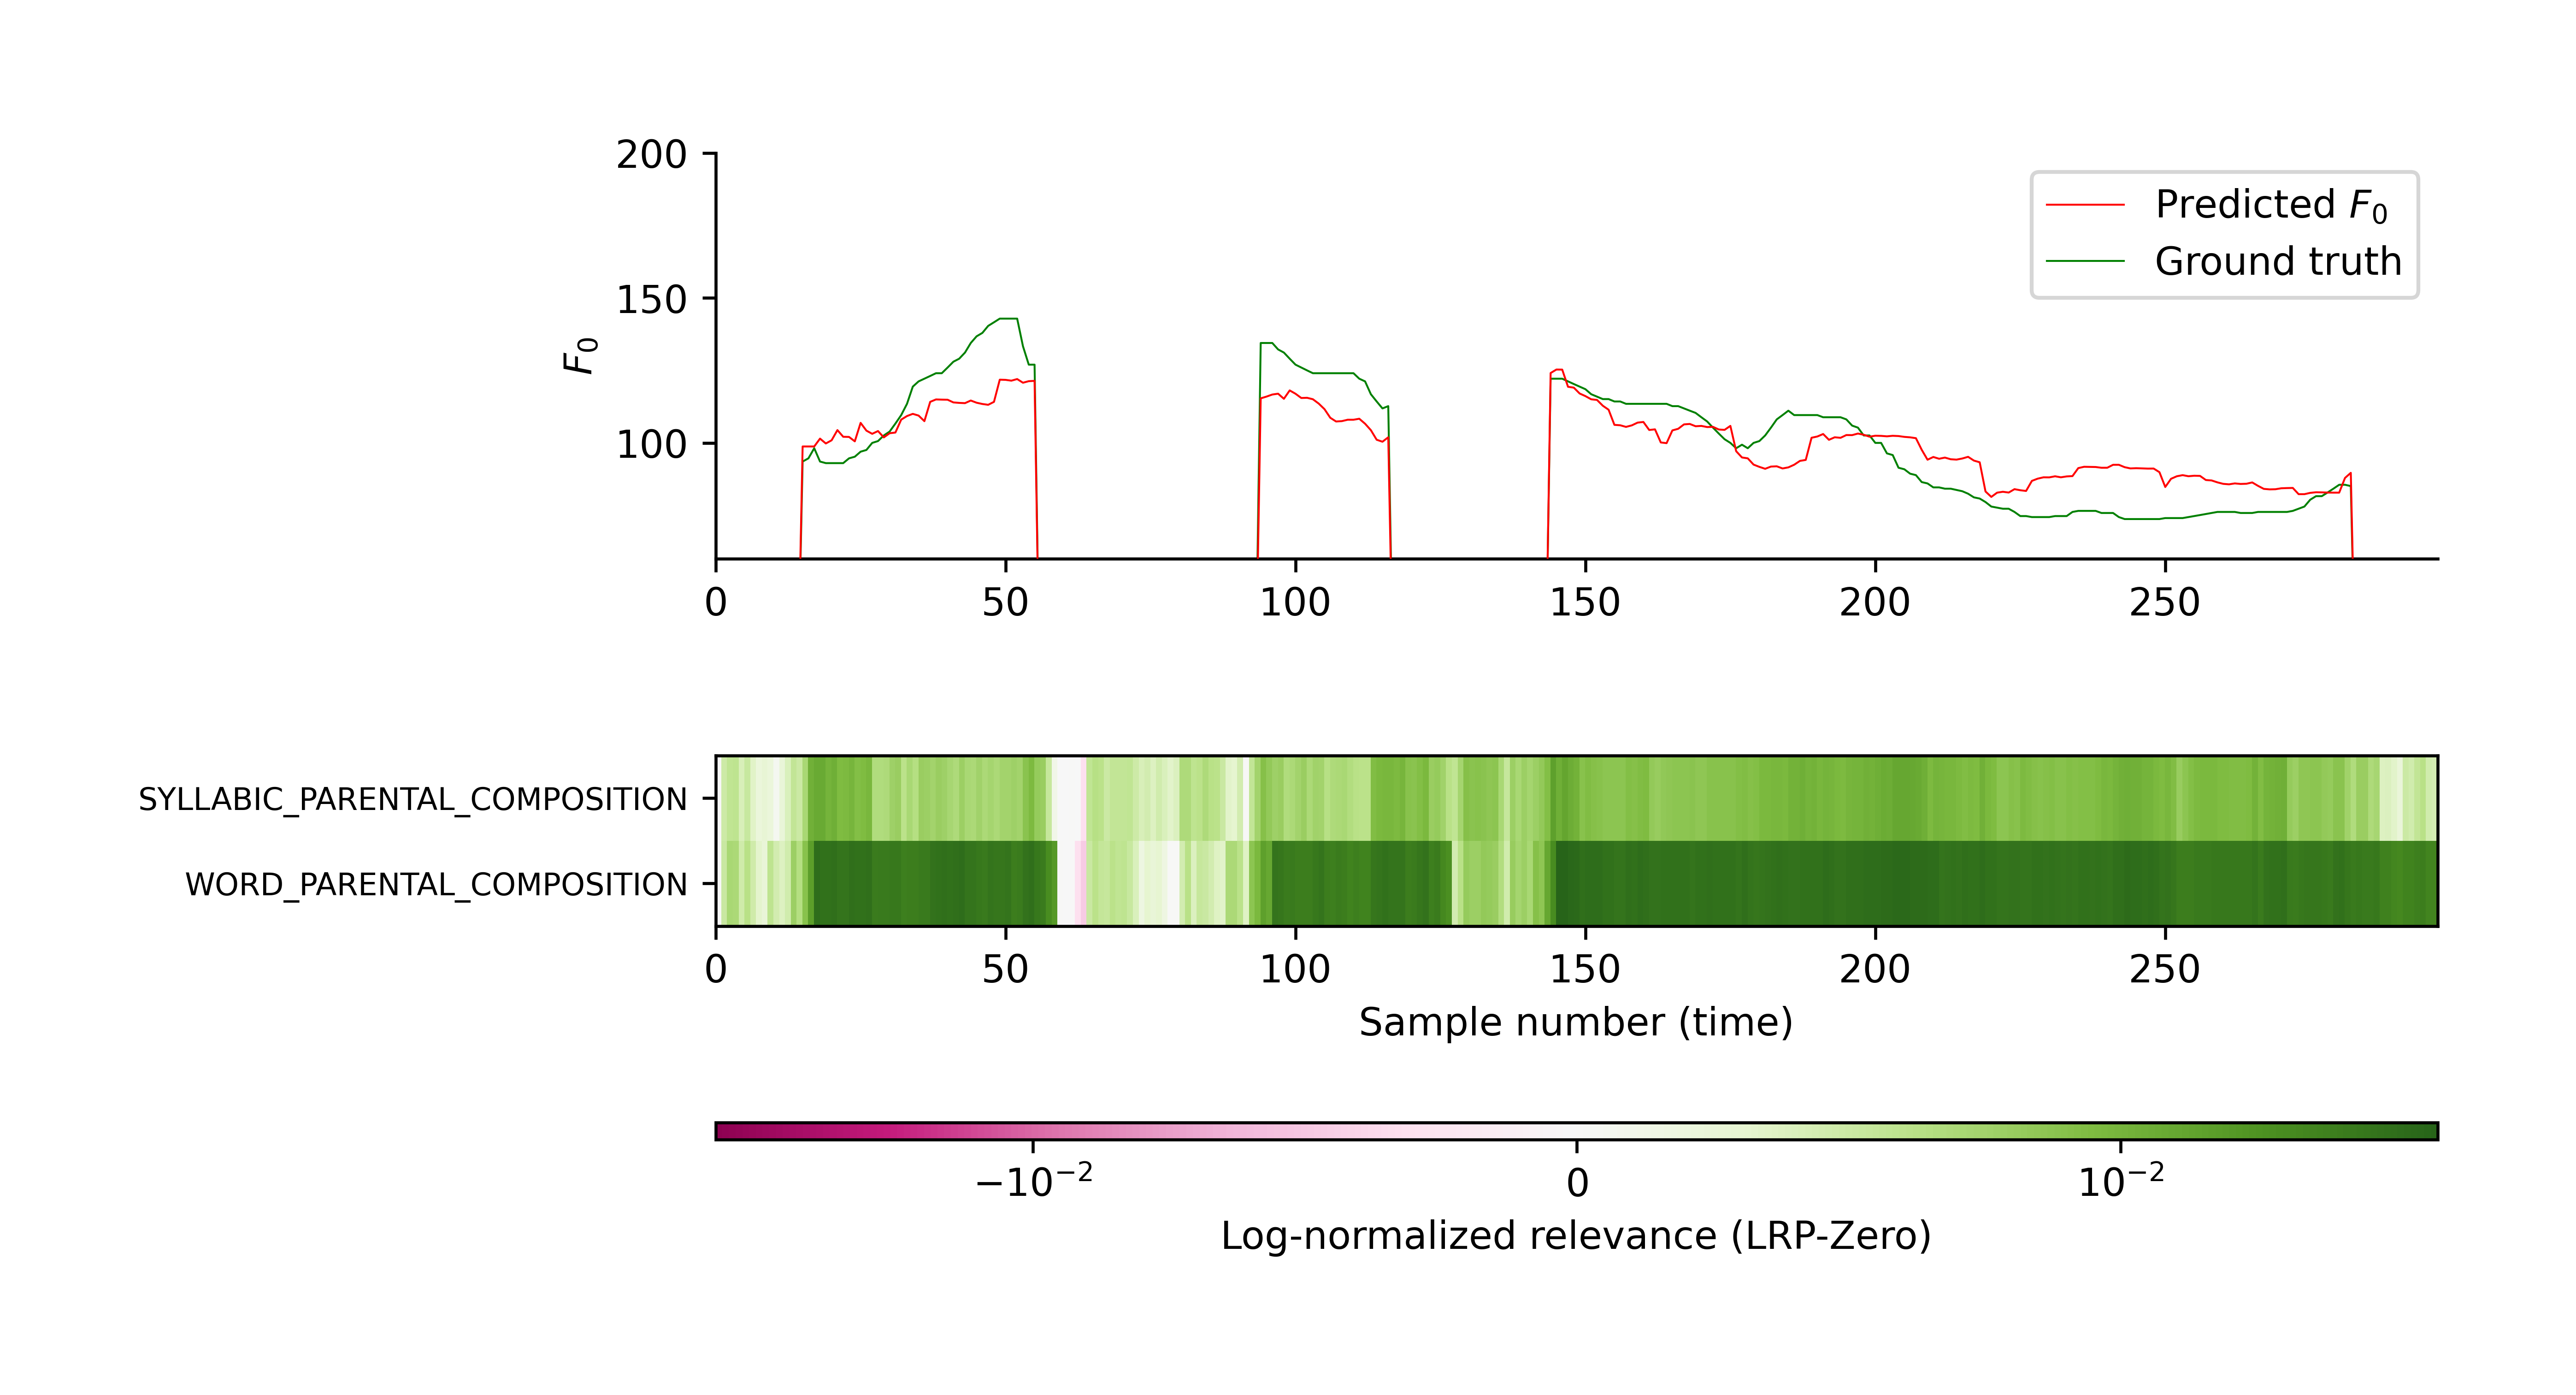 200
150
100
F₀
Predicted F₀
Ground truth
0 50 100 150 200 250
SYLLABIC_PARENTAL_COMPOSITION
WORD_PARENTAL_COMPOSITION
0 50 100 150 200 250
Sample number (time)
−10⁻² 0 10⁻²
Log-normalized relevance (LRP-Zero)